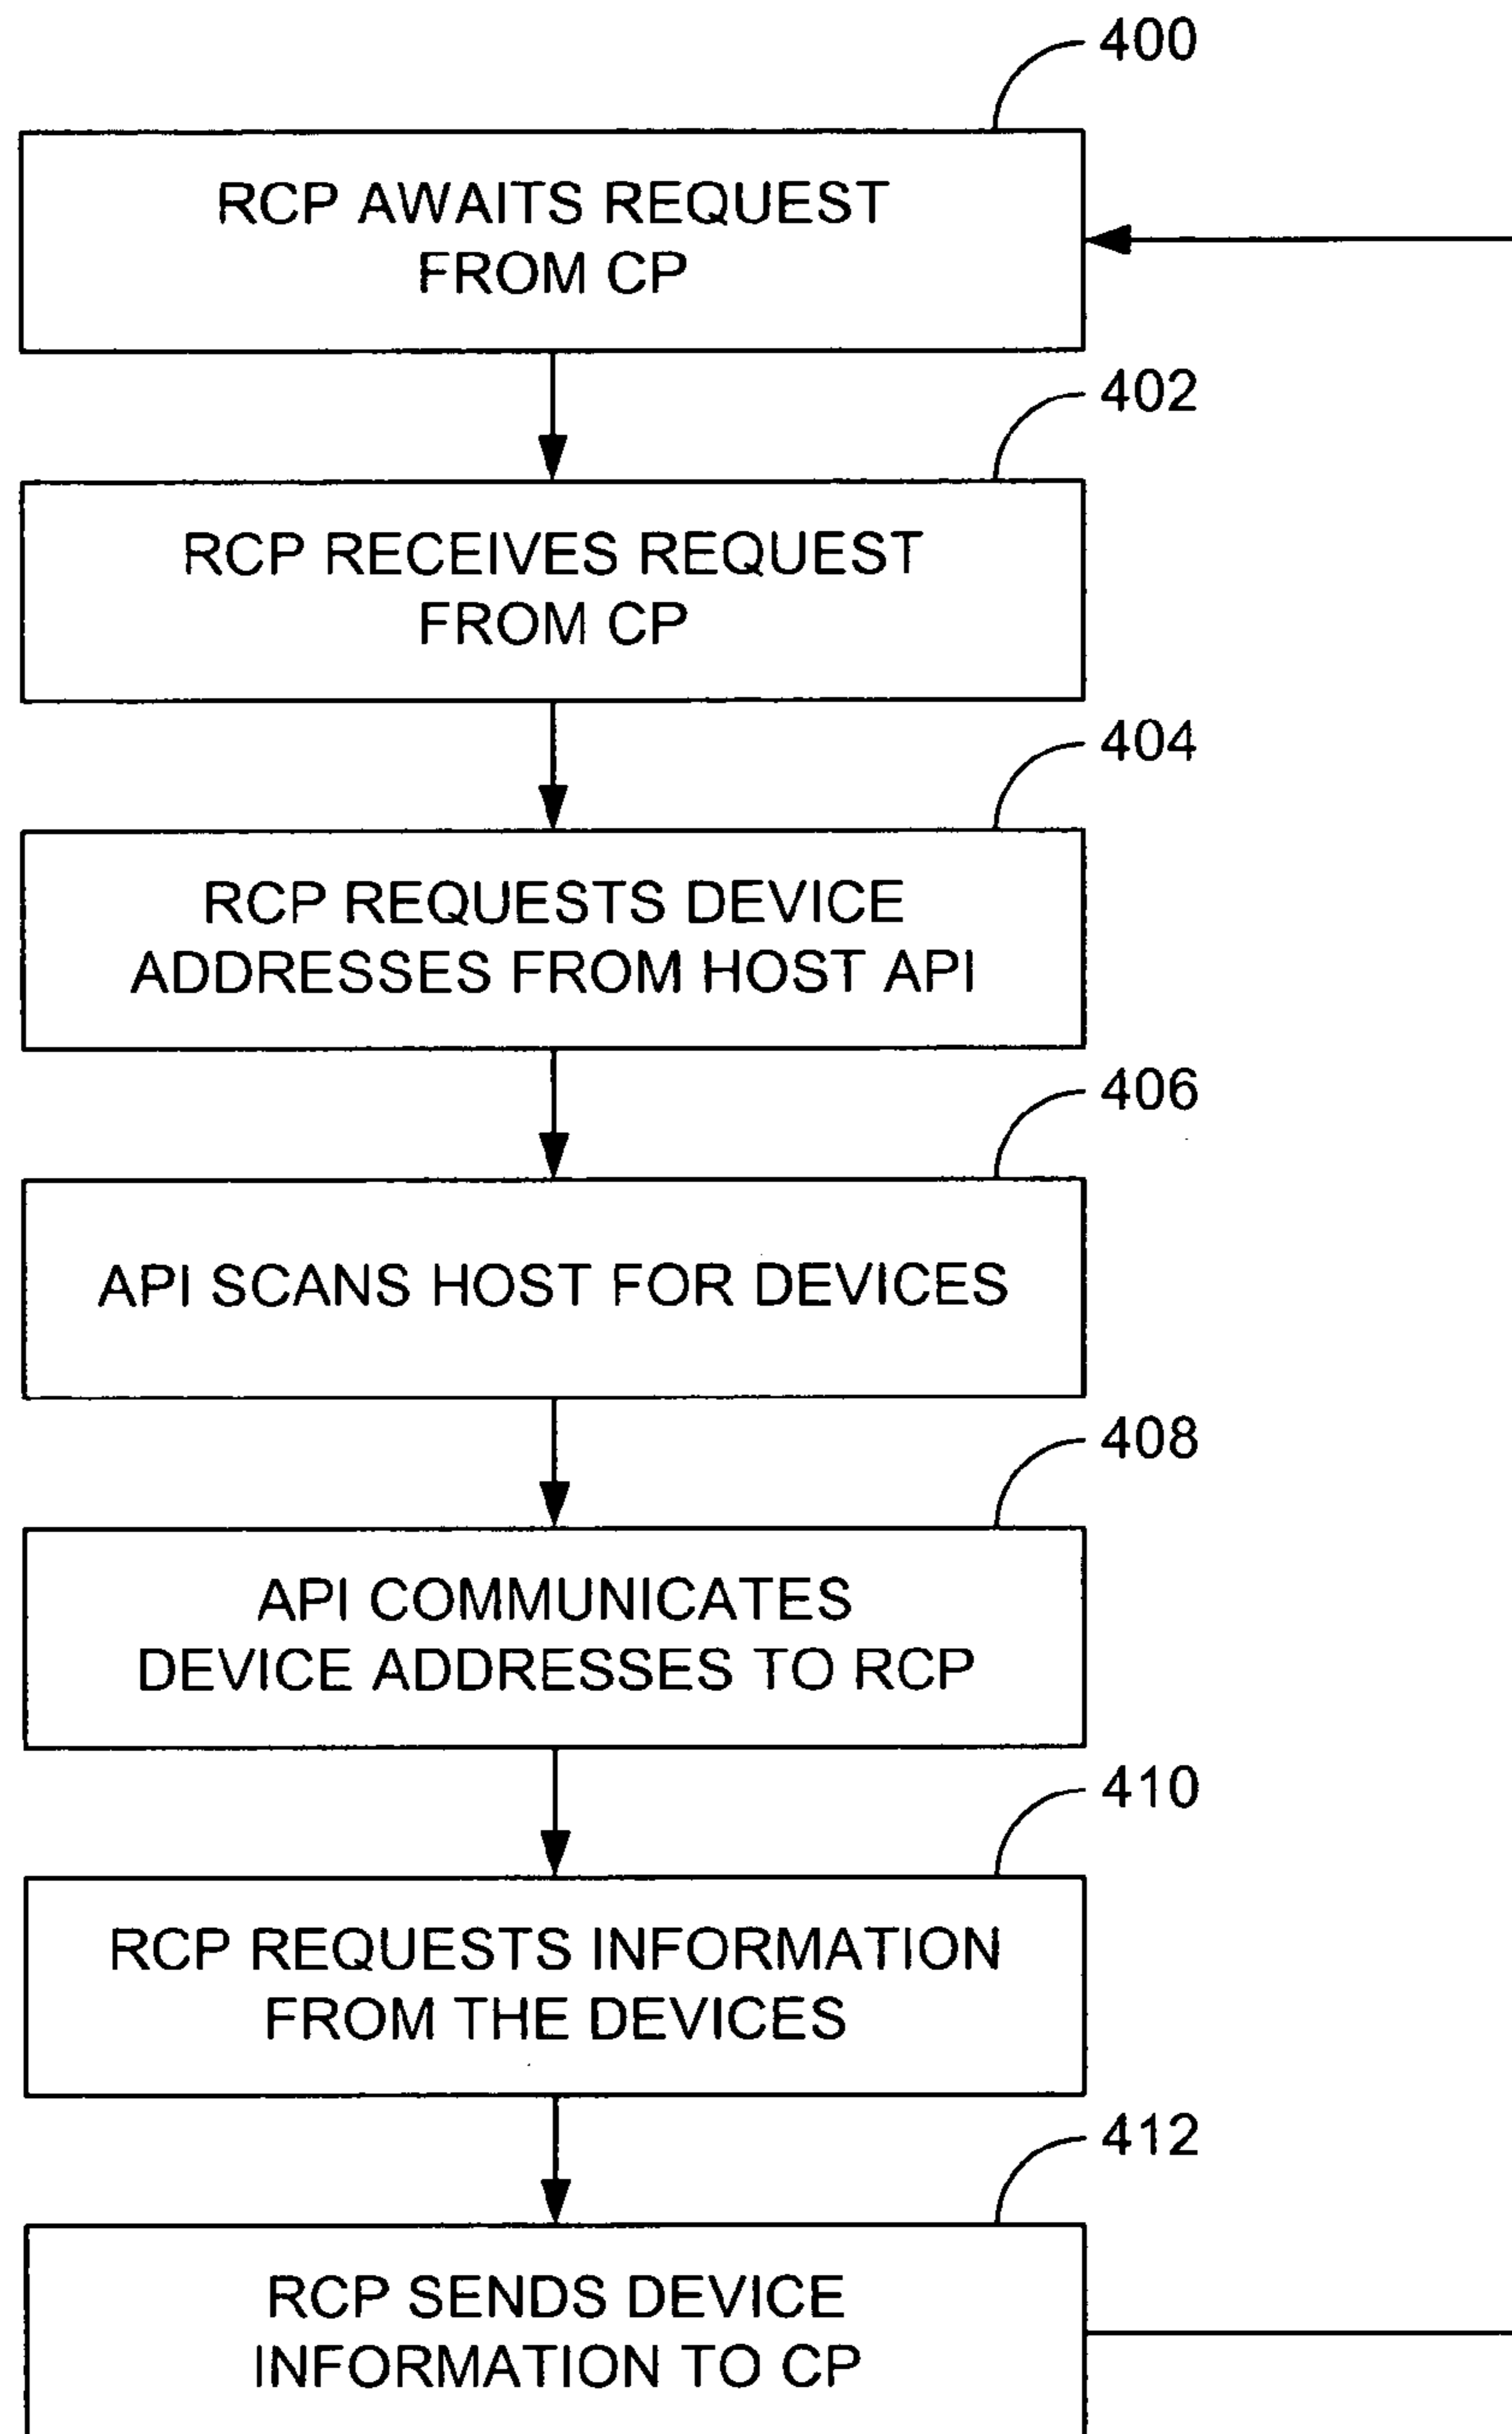 400
RCP AWAITS REQUEST
FROM CP
402
RCP RECEIVES REQUEST
FROM CP
404
RCP REQUESTS DEVICE
ADDRESSES FROM HOST API
406
API SCANS HOST FOR DEVICES
408
API COMMUNICATES
DEVICE ADDRESSES TO RCP
410
RCP REQUESTS INFORMATION
FROM THE DEVICES
412
RCP SENDS DEVICE
INFORMATION TO CP